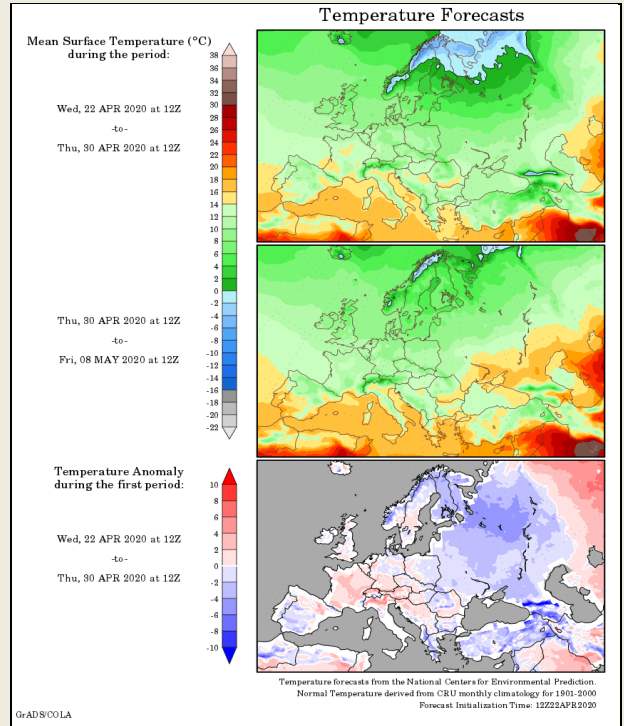 Temperature Forecasts
Mean Surface Temperature (°C)
during the period:
38
36
34
32
30
28
26
24
22
20
18
16
14
12
10
8
6
4
2
0
-2
-4
-6
-8
-10
-12
-14
-16
-18
-20
-22
Wed, 22 APR 2020 at 12Z
-to-
Thu, 30 APR 2020 at 12Z
Thu, 30 APR 2020 at 12Z
-to-
Fri, 08 MAY 2020 at 12Z
Temperature Anomaly
during the first period:
10
8
6
4
2
0
-2
-4
-6
-8
-10
Wed, 22 APR 2020 at 12Z
-to-
Thu, 30 APR 2020 at 12Z
Temperature forecasts from the National Centers for Environmental Prediction.
Normal Temperature derived from CRU monthly climatology for 1901-2000
Forecast Initialization Time: 12Z22APR2020
GrADS/COLA